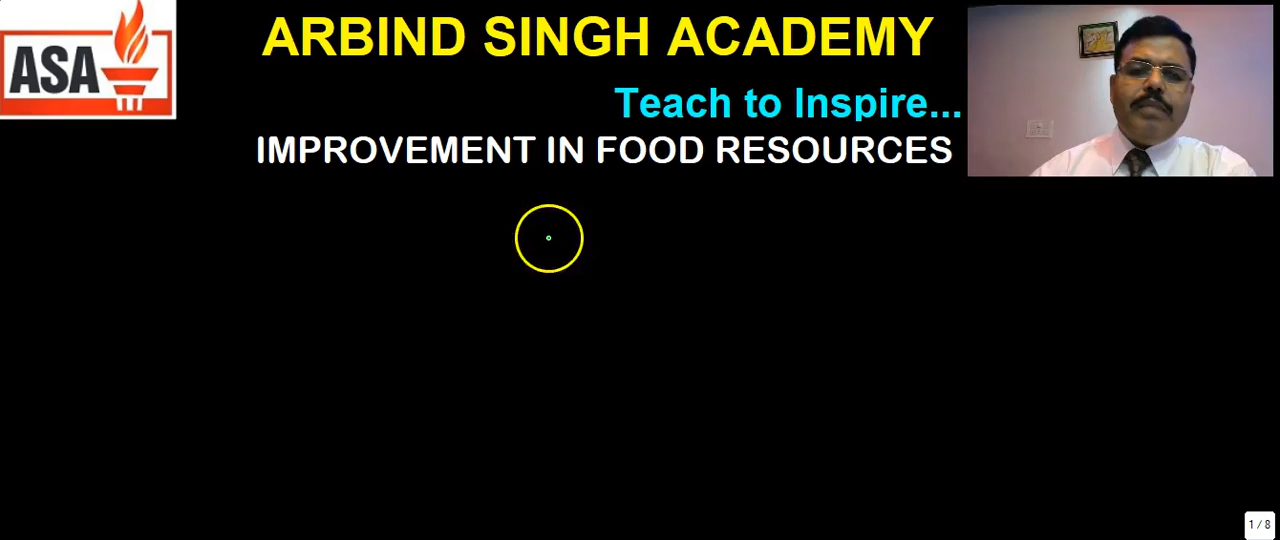 ASA
ARBIND SINGH ACADEMY
Teach to Inspire...
IMPROVEMENT IN FOOD RESOURCES
1 / 8